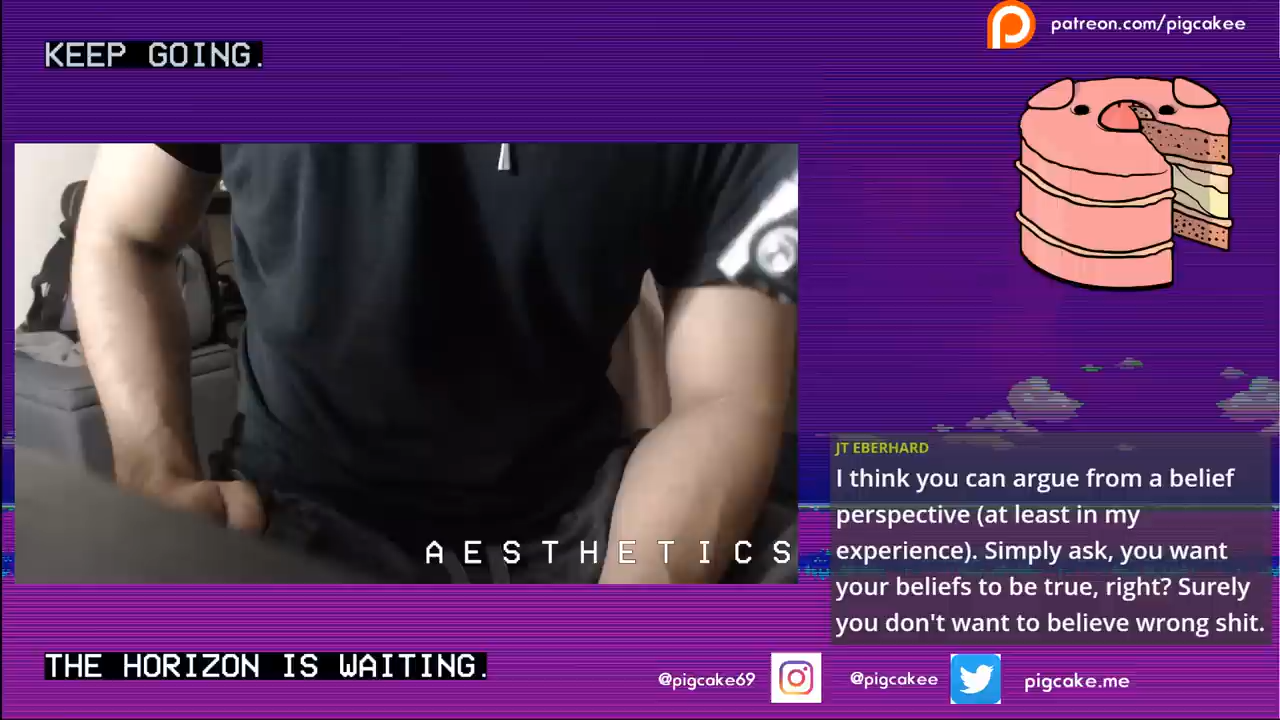 KEEP GOING.
patreon.com/pigcakee
AESTHETICS
JT EBERHARD
I think you can argue from a belief
perspective (at least in my
experience). Simply ask, you want
your beliefs to be true, right? Surely
you don't want to believe wrong shit.
THE HORIZON IS WAITING.
@pigcake69
@pigcakee
pigcake.me